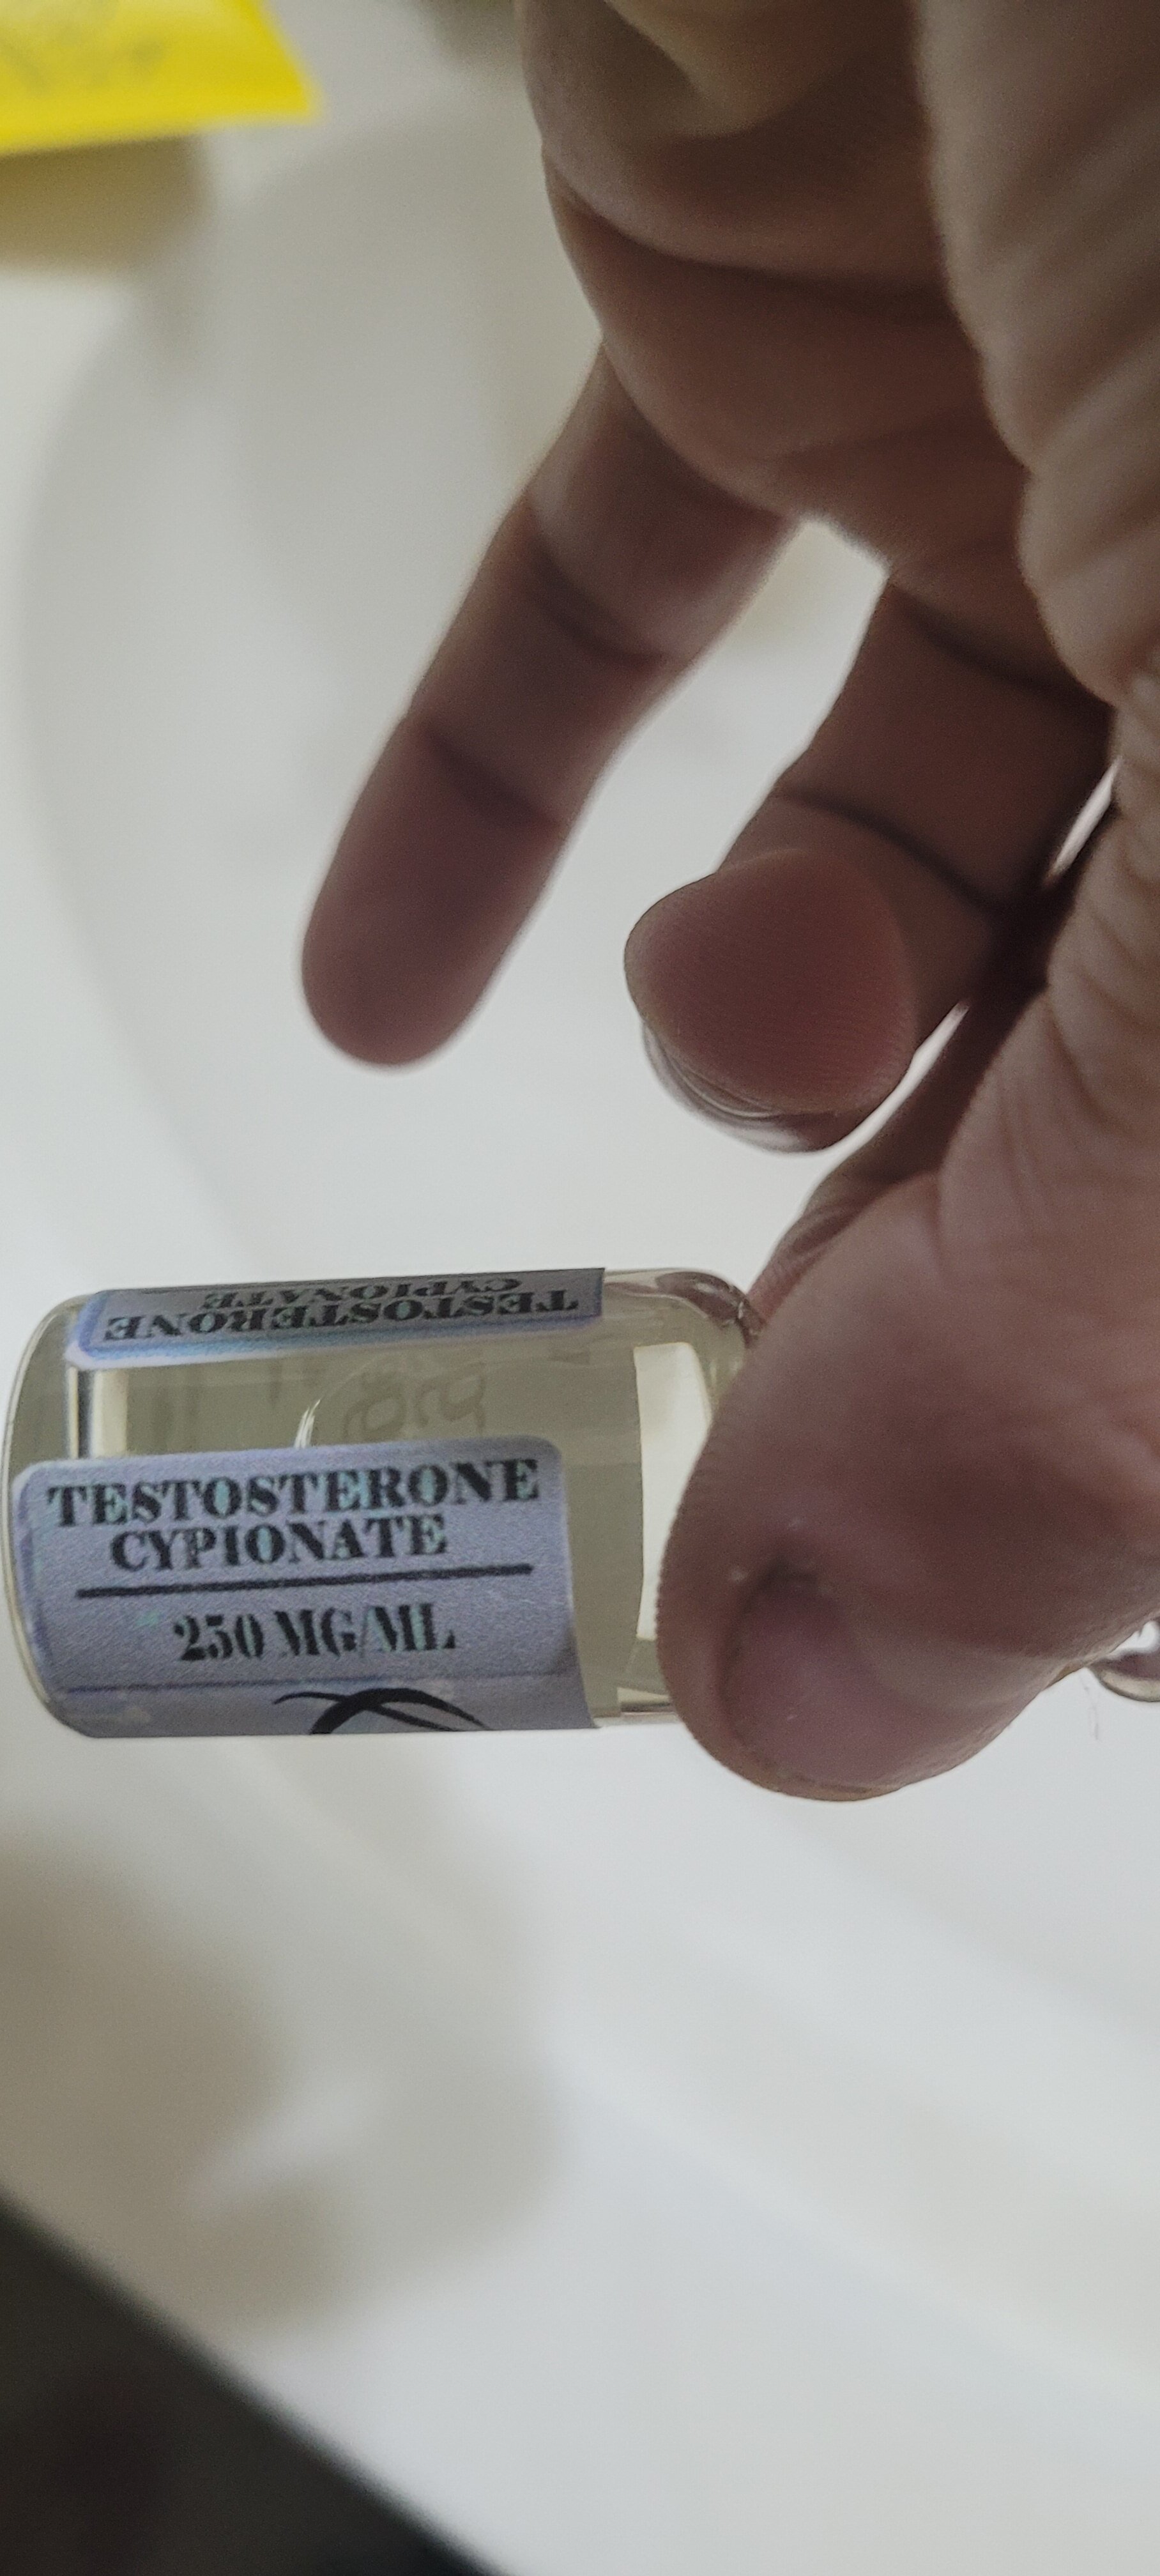 TESTOSTERONE
CYPIONATE
250 MG/ML
TESTOSTERONE
CYPIONATE